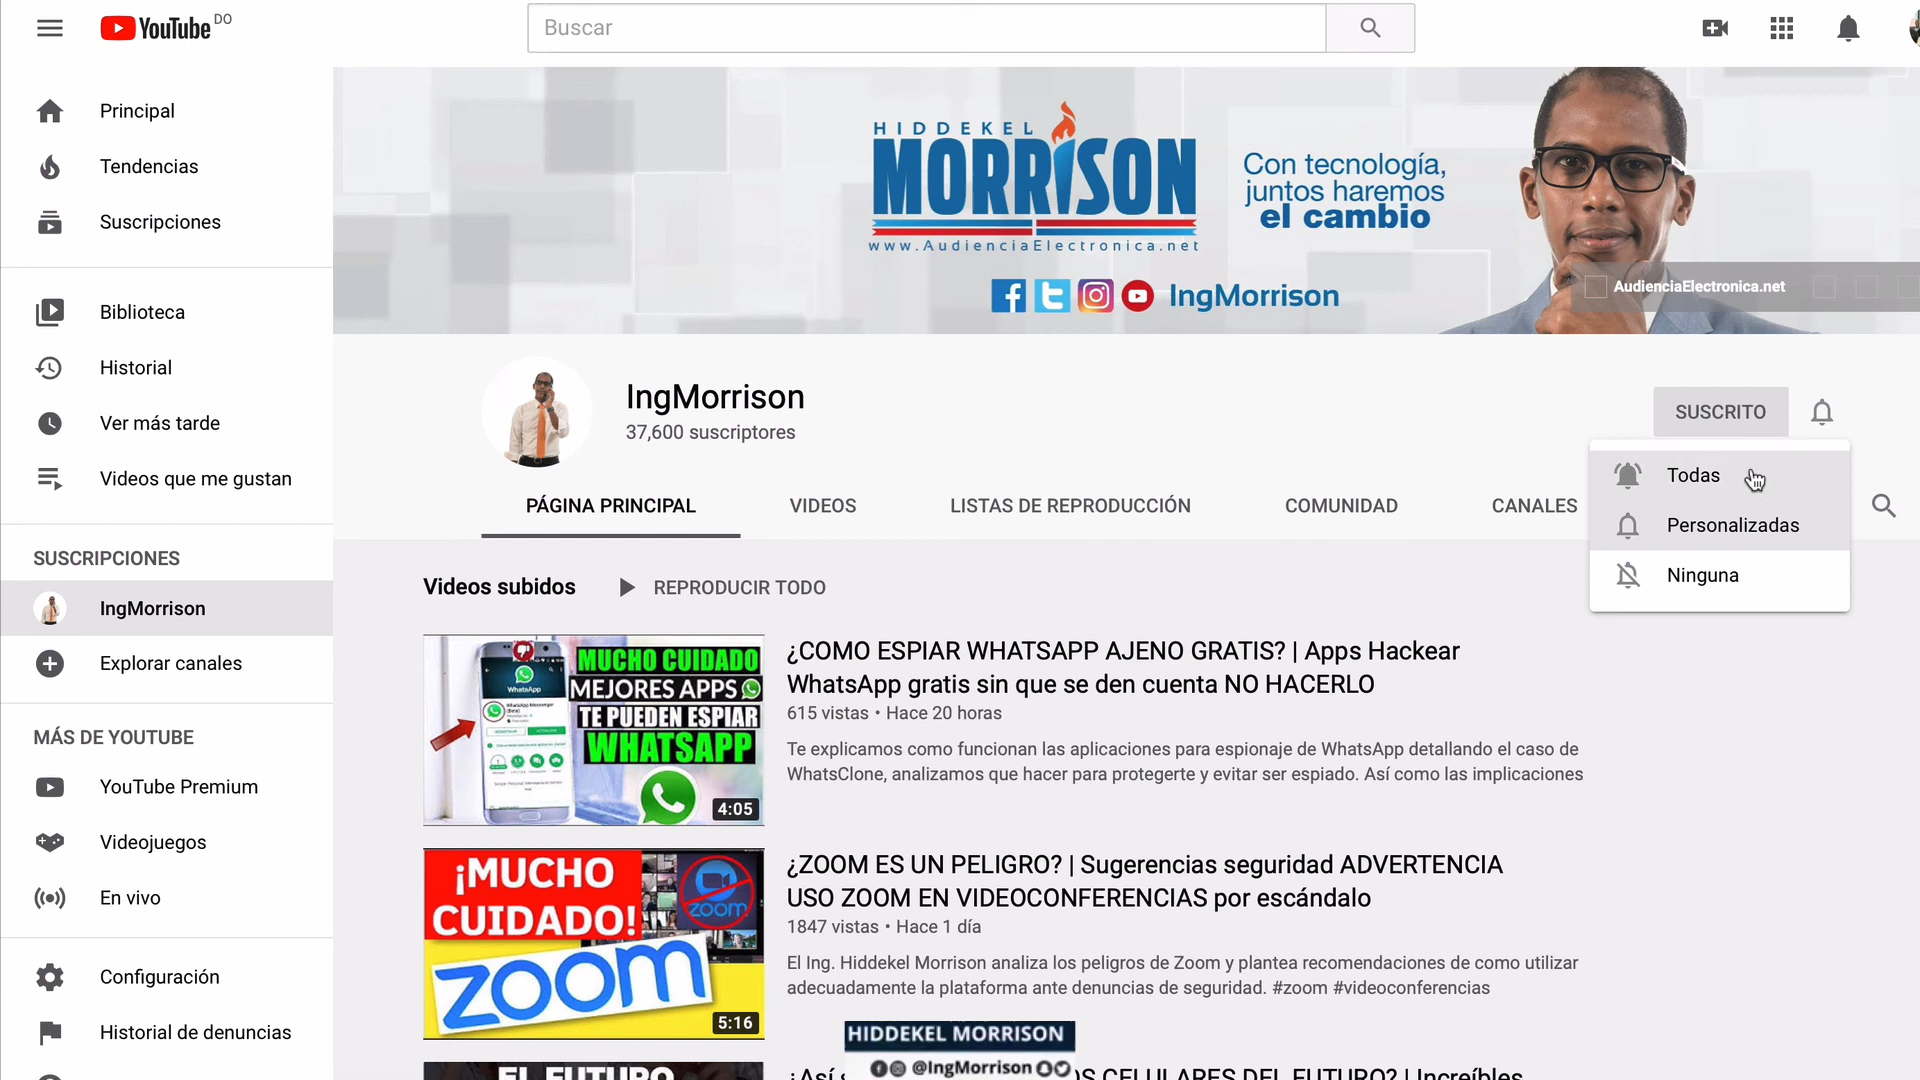 YouTube DO
Buscar
Principal
Tendencias
Suscripciones
Biblioteca
Historial
Ver más tarde
Videos que me gustan
SUSCRIPCIONES
IngMorrison
Explorar canales
MÁS DE YOUTUBE
YouTube Premium
Videojuegos
En vivo
Configuración
Historial de denuncias
HIDDEKEL
MORRISON
www.AudienciaElectronica.net
Con tecnología,
juntos haremos
el cambio
IngMorrison
AudienciaElectronica.net
IngMorrison
37,600 suscriptores
SUSCRITO
Todas
Personalizadas
Ninguna
PÁGINA PRINCIPAL
VIDEOS
LISTAS DE REPRODUCCIÓN
COMUNIDAD
CANALES
Videos subidos
REPRODUCIR TODO
MUCHO CUIDADO
MEJORES APPS
TE PUEDEN ESPIAR
WHATSAPP
WhatsApp
4:05
¿COMO ESPIAR WHATSAPP AJENO GRATIS? | Apps Hackear
WhatsApp gratis sin que se den cuenta NO HACERLO
615 vistas • Hace 20 horas
Te explicamos como funcionan las aplicaciones para espionaje de WhatsApp detallando el caso de
WhatsClone, analizamos que hacer para protegerte y evitar ser espiado. Así como las implicaciones
¡MUCHO
CUIDADO!
zoom
zoom
5:16
¿ZOOM ES UN PELIGRO? | Sugerencias seguridad ADVERTENCIA
USO ZOOM EN VIDEOCONFERENCIAS por escándalo
1847 vistas • Hace 1 día
El Ing. Hiddekel Morrison analiza los peligros de Zoom y plantea recomendaciones de como utilizar
adecuadamente la plataforma ante denuncias de seguridad. #zoom #videoconferencias
HIDDEKEL MORRISON
@IngMorrison
EL FUTURO
¿Así CELULARES DEL FUTURO? | Increíbles